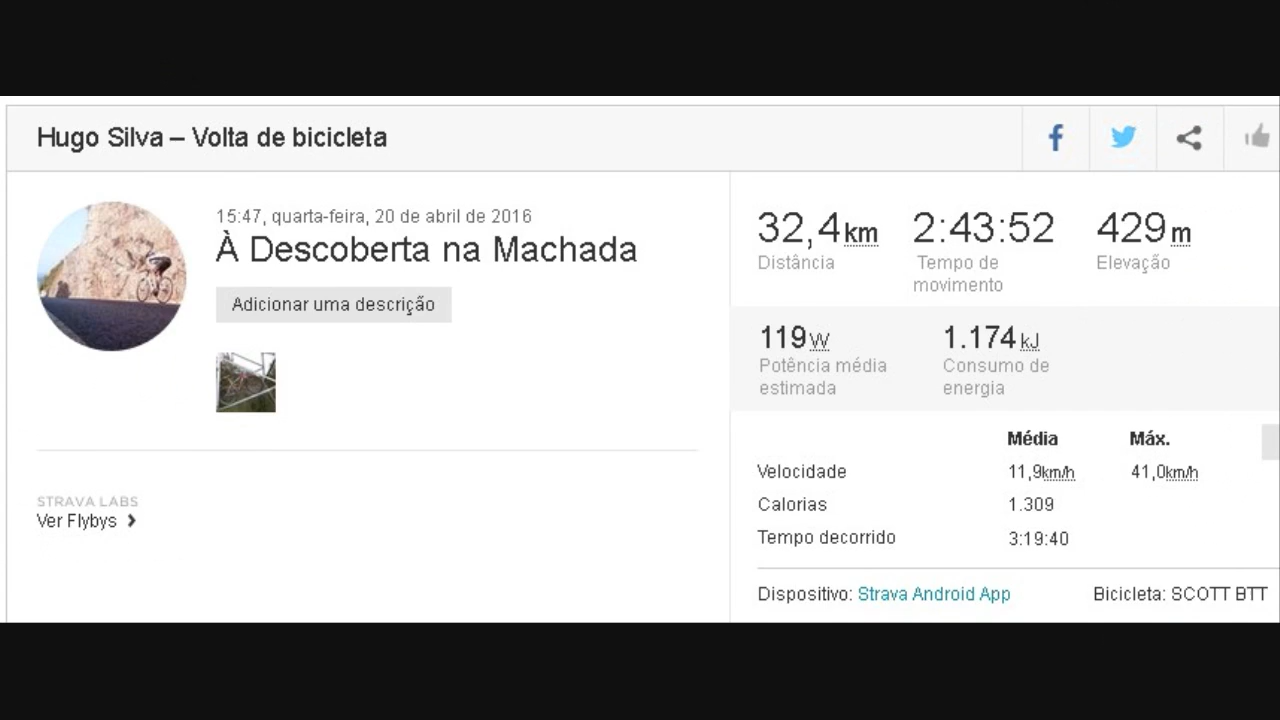 Hugo Silva – Volta de bicicleta
15:47, quarta-feira, 20 de abril de 2016
À Descoberta na Machada
Adicionar uma descrição
STRAVA LABS
Ver Flybys
32,4km 2:43:52 429m
Distância Tempo de Elevação
movimento
119W 1.174kJ
Potência média Consumo de
estimada energia
Média Máx.
Velocidade 11,9km/h 41,0km/h
Calorias 1.309
Tempo decorrido 3:19:40
Dispositivo: Strava Android App Bicicleta: SCOTT BTT